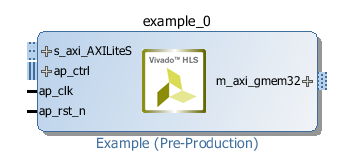 example_0
s_axi_AXILiteS
ap_ctrl
ap_clk
ap_rst_n
Vivado™ HLS
m_axi_gmem32
Example (Pre-Production)